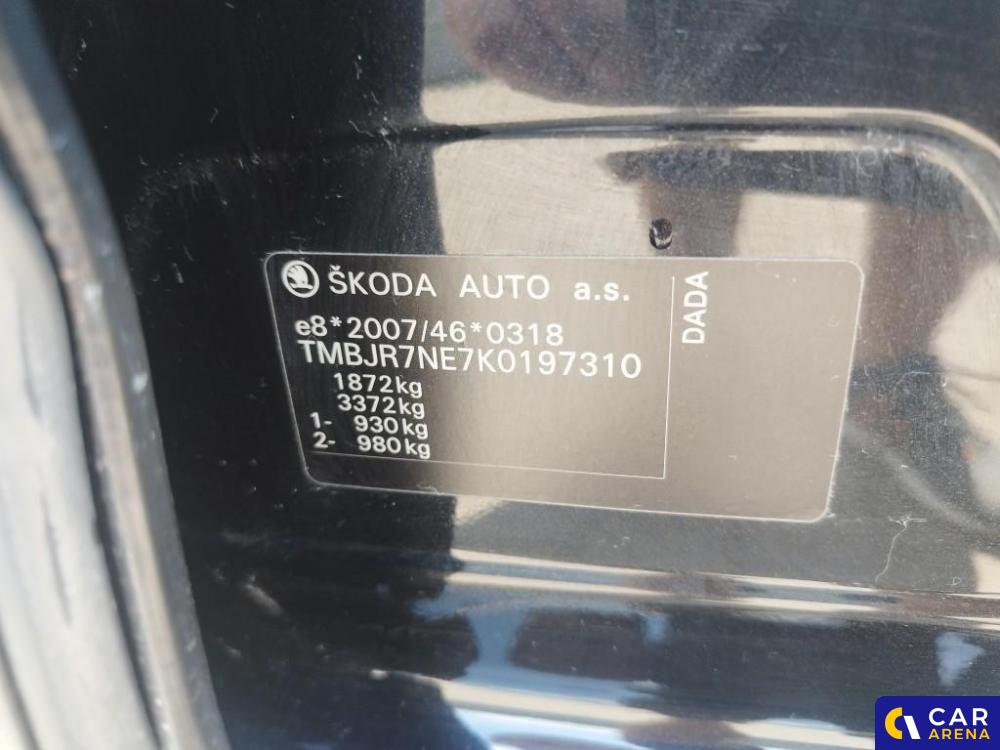 ŠKODA AUTO a.s.
e8*2007/46*0318
TMBJR7NE7K0197310
1872kg
3372kg
1- 930kg
2- 980kg
DADA
CAR
ARENA